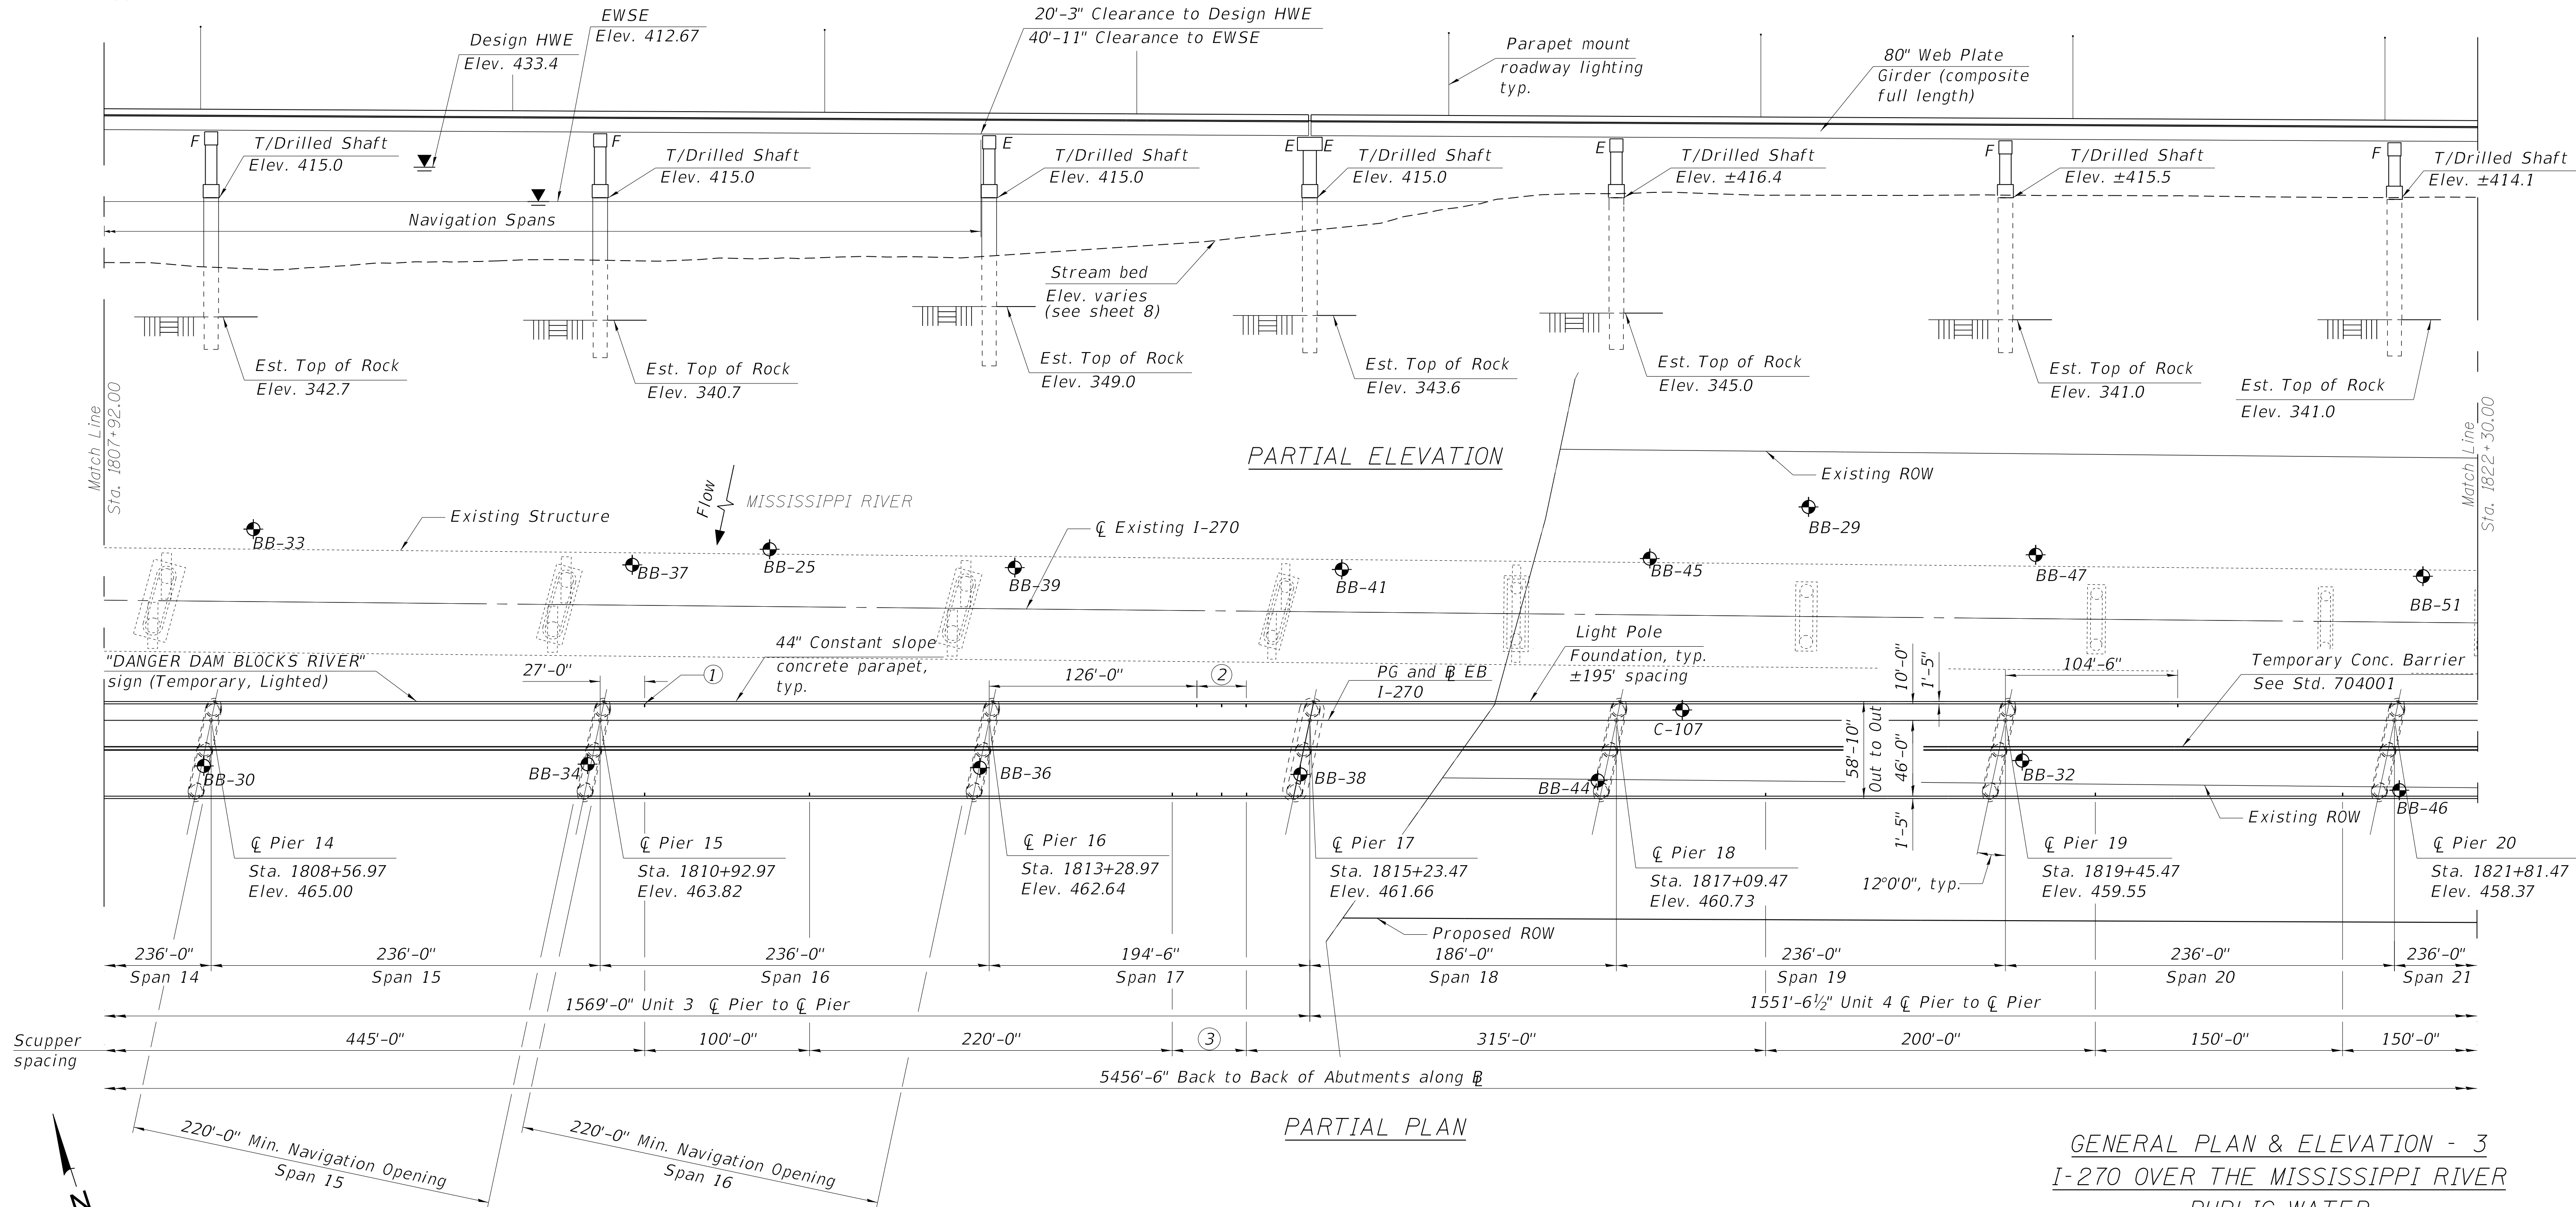 EWSE
Elev. 412.67
Design HWE
Elev. 433.4
20'-3" Clearance to Design HWE
40'-11" Clearance to EWSE
Parapet mount
roadway lighting
typ.
80" Web Plate
Girder (composite
full length)
F
T/Drilled Shaft
Elev. 415.0
F
T/Drilled Shaft
Elev. 415.0
E
T/Drilled Shaft
Elev. 415.0
E
E
T/Drilled Shaft
Elev. 415.0
E
T/Drilled Shaft
Elev. ±416.4
F
T/Drilled Shaft
Elev. ±415.5
F
T/Drilled Shaft
Elev. ±414.1
Navigation Spans
Stream bed
Elev. varies
(see sheet 8)
Est. Top of Rock
Elev. 342.7
Est. Top of Rock
Elev. 340.7
Est. Top of Rock
Elev. 349.0
Est. Top of Rock
Elev. 343.6
Est. Top of Rock
Elev. 345.0
Est. Top of Rock
Elev. 341.0
Est. Top of Rock
Elev. 341.0
Match Line
Sta. 1807+92.00
Match Line
Sta. 1822+30.00
PARTIAL ELEVATION
Existing ROW
Flow
MISSISSIPPI RIVER
Existing Structure
℄ Existing I-270
BB-33
BB-37
BB-25
BB-39
BB-41
BB-45
BB-29
BB-47
BB-51
"DANGER DAM BLOCKS RIVER"
sign (Temporary, Lighted)
27'-0"
1
44" Constant slope
concrete parapet,
typ.
126'-0"
2
PG and B̵L EB
I-270
Light Pole
Foundation, typ.
±195' spacing
10'-0"
1'-5"
104'-6"
Temporary Conc. Barrier
See Std. 704001
C-107
58'-10"
Out to Out
46'-0"
1'-5"
BB-30
BB-34
BB-36
BB-38
BB-44
BB-32
BB-46
Existing ROW
℄ Pier 14
Sta. 1808+56.97
Elev. 465.00
℄ Pier 15
Sta. 1810+92.97
Elev. 463.82
℄ Pier 16
Sta. 1813+28.97
Elev. 462.64
℄ Pier 17
Sta. 1815+23.47
Elev. 461.66
℄ Pier 18
Sta. 1817+09.47
Elev. 460.73
12°0'0", typ.
℄ Pier 19
Sta. 1819+45.47
Elev. 459.55
℄ Pier 20
Sta. 1821+81.47
Elev. 458.37
Proposed ROW
236'-0"
Span 14
236'-0"
Span 15
236'-0"
Span 16
194'-6"
Span 17
186'-0"
Span 18
236'-0"
Span 19
236'-0"
Span 20
236'-0"
Span 21
1569'-0" Unit 3 ℄ Pier to ℄ Pier
1551'-6½" Unit 4 ℄ Pier to ℄ Pier
Scupper
spacing
445'-0"
100'-0"
220'-0"
3
315'-0"
200'-0"
150'-0"
150'-0"
5456'-6" Back to Back of Abutments along B̵L
220'-0" Min. Navigation Opening
Span 15
220'-0" Min. Navigation Opening
Span 16
PARTIAL PLAN
N
GENERAL PLAN & ELEVATION - 3
I-270 OVER THE MISSISSIPPI RIVER
PUBLIC WATER